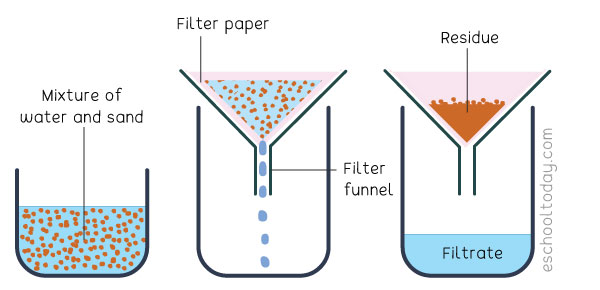 Filter paper
Residue
Mixture of
water and sand
Filter
funnel
Filtrate
eschooltoday.com